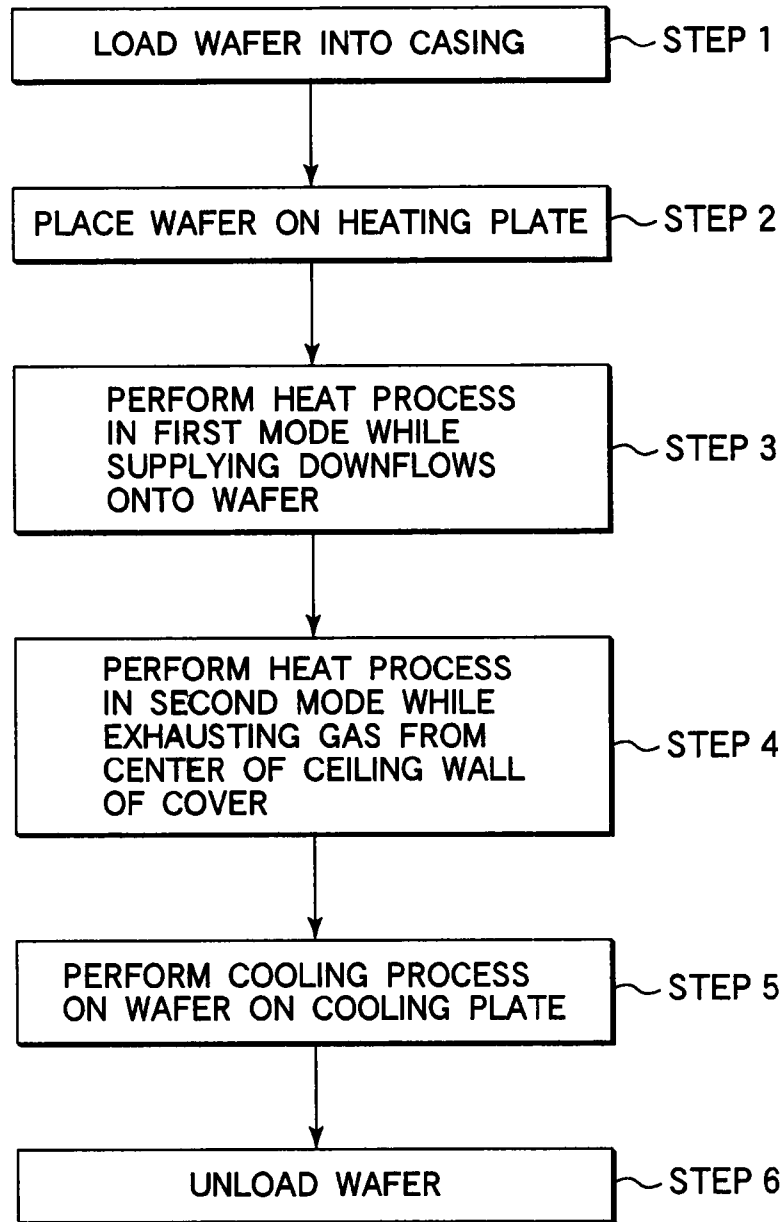 LOAD WAFER INTO CASING
STEP 1
PLACE WAFER ON HEATING PLATE
STEP 2
PERFORM HEAT PROCESS
IN FIRST MODE WHILE
SUPPLYING DOWNFLOWS
ONTO WAFER
STEP 3
PERFORM HEAT PROCESS
IN SECOND MODE WHILE
EXHAUSTING GAS FROM
CENTER OF CEILING WALL
OF COVER
STEP 4
PERFORM COOLING PROCESS
ON WAFER ON COOLING PLATE
STEP 5
UNLOAD WAFER
STEP 6